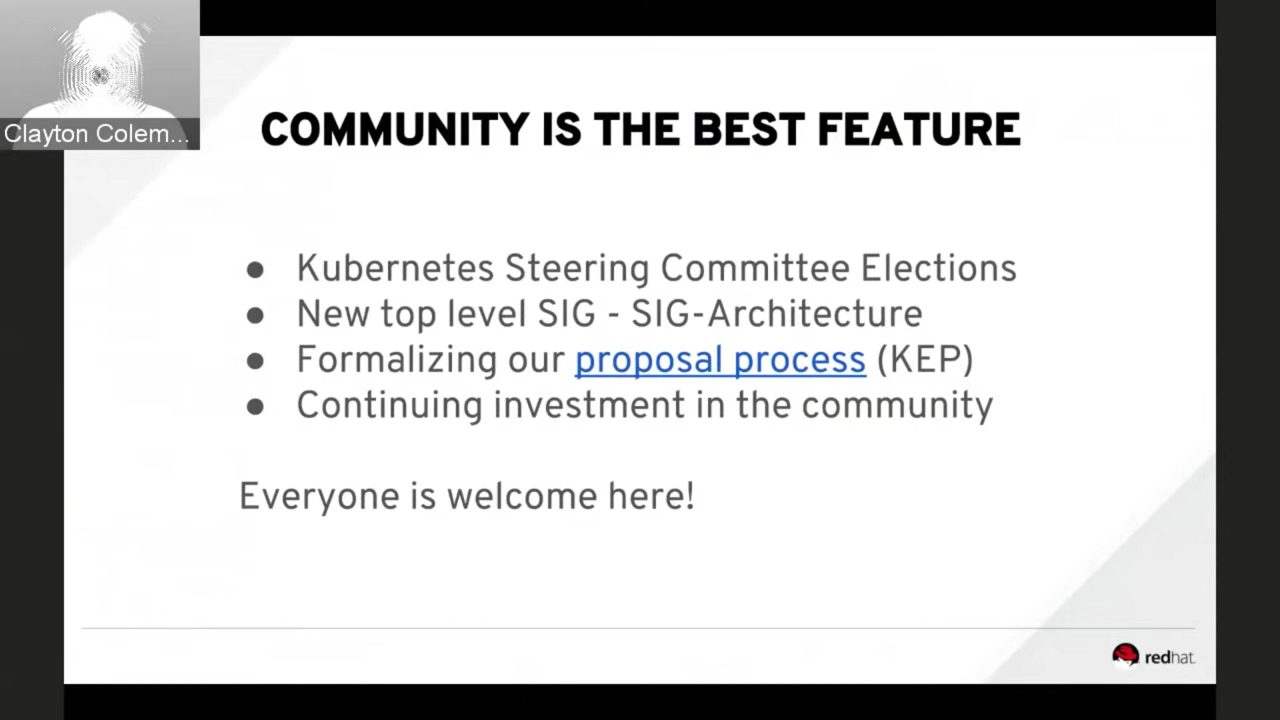 Clayton Colem...
COMMUNITY IS THE BEST FEATURE
● Kubernetes Steering Committee Elections
● New top level SIG - SIG-Architecture
● Formalizing our proposal process (KEP)
● Continuing investment in the community
Everyone is welcome here!
redhat.